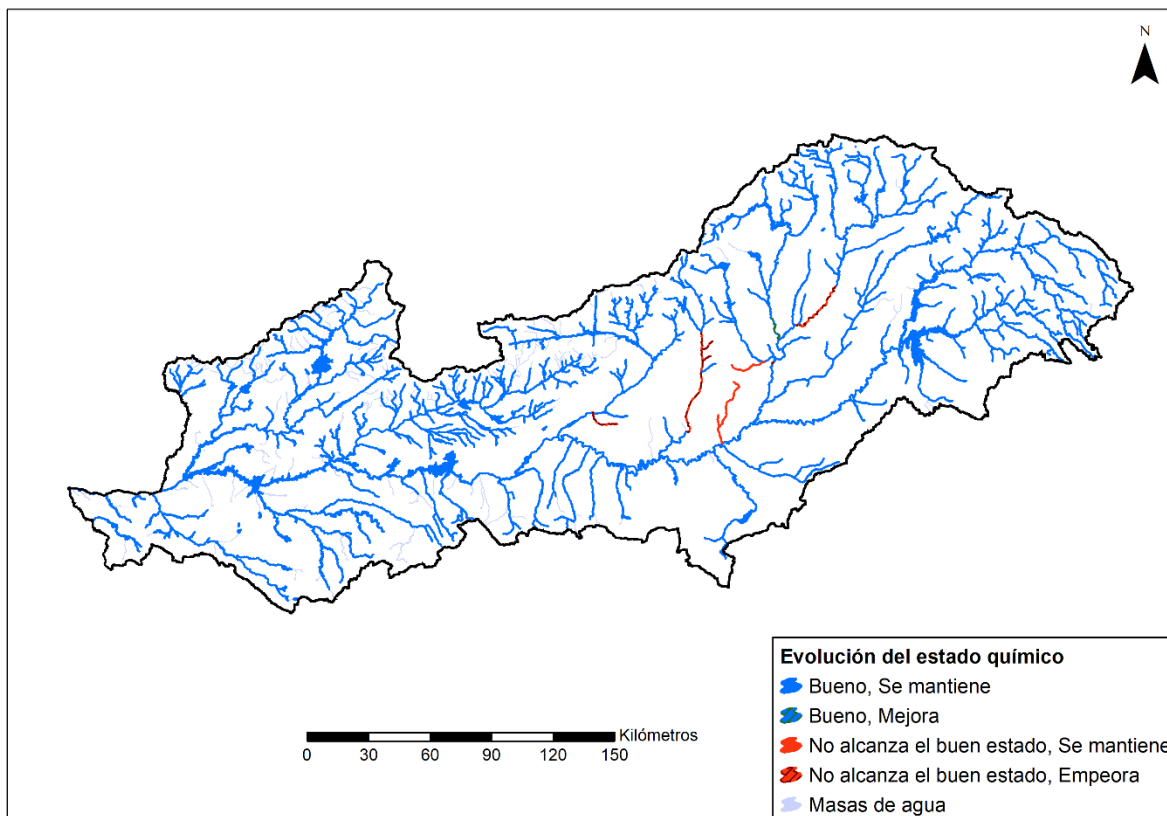 N
Evolución del estado químico
Bueno, Se mantiene
Bueno, Mejora
No alcanza el buen estado, Se mantiene
No alcanza el buen estado, Empeora
Masas de agua
Kilómetros
0 30 60 90 120 150